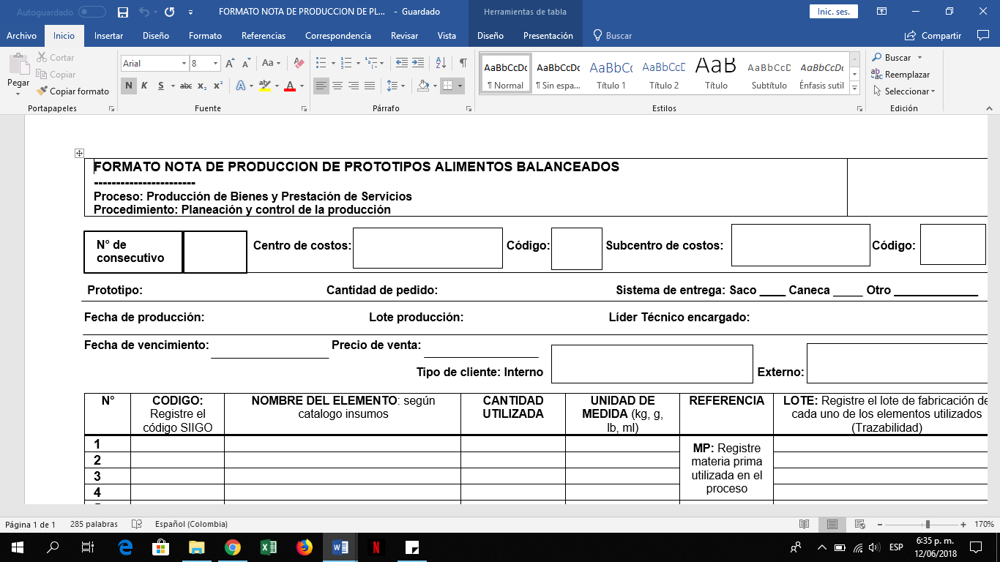 Autoguardado
FORMATO NOTA DE PRODUCCION DE PL... - Guardado
Herramientas de tabla
Inic. ses.
Archivo Inicio Insertar Diseño Formato Referencias Correspondencia Revisar Vista Diseño Presentación Buscar Compartir
Pegar
Cortar
Copiar
Copiar formato
Portapapeles
Arial 8
N K S abc x₂ x²
Fuente
Párrafo
AaBbCcDc AaBbCcDc AaBbCc AaBbCcD AaB AaBbCcD AaBbCcDc
¶ Normal ¶ Sin espa... Título 1 Título 2 Título Subtítulo Énfasis sutil
Estilos
Buscar
Reemplazar
Seleccionar
Edición
FORMATO NOTA DE PRODUCCION DE PROTOTIPOS ALIMENTOS BALANCEADOS
-----------------------
Proceso: Producción de Bienes y Prestación de Servicios
Procedimiento: Planeación y control de la producción
N° de
consecutivo
Centro de costos: Código: Subcentro de costos: Código:
Prototipo: Cantidad de pedido: Sistema de entrega: Saco ____ Caneca _____ Otro _____________
Fecha de producción: Lote producción: Líder Técnico encargado:
Fecha de vencimiento: Precio de venta:
Tipo de cliente: Interno Externo:
N°
CODIGO:
Registre el
código SIIGO
NOMBRE DEL ELEMENTO: según
catalogo insumos
CANTIDAD
UTILIZADA
UNIDAD DE
MEDIDA (kg, g,
lb, ml)
REFERENCIA
LOTE: Registre el lote de fabricación de
cada uno de los elementos utilizados
(Trazabilidad)
1
2
3
4
MP: Registre
materia prima
utilizada en el
proceso
Página 1 de 1 285 palabras Español (Colombia) 170%
ESP
6:35 p. m.
12/06/2018